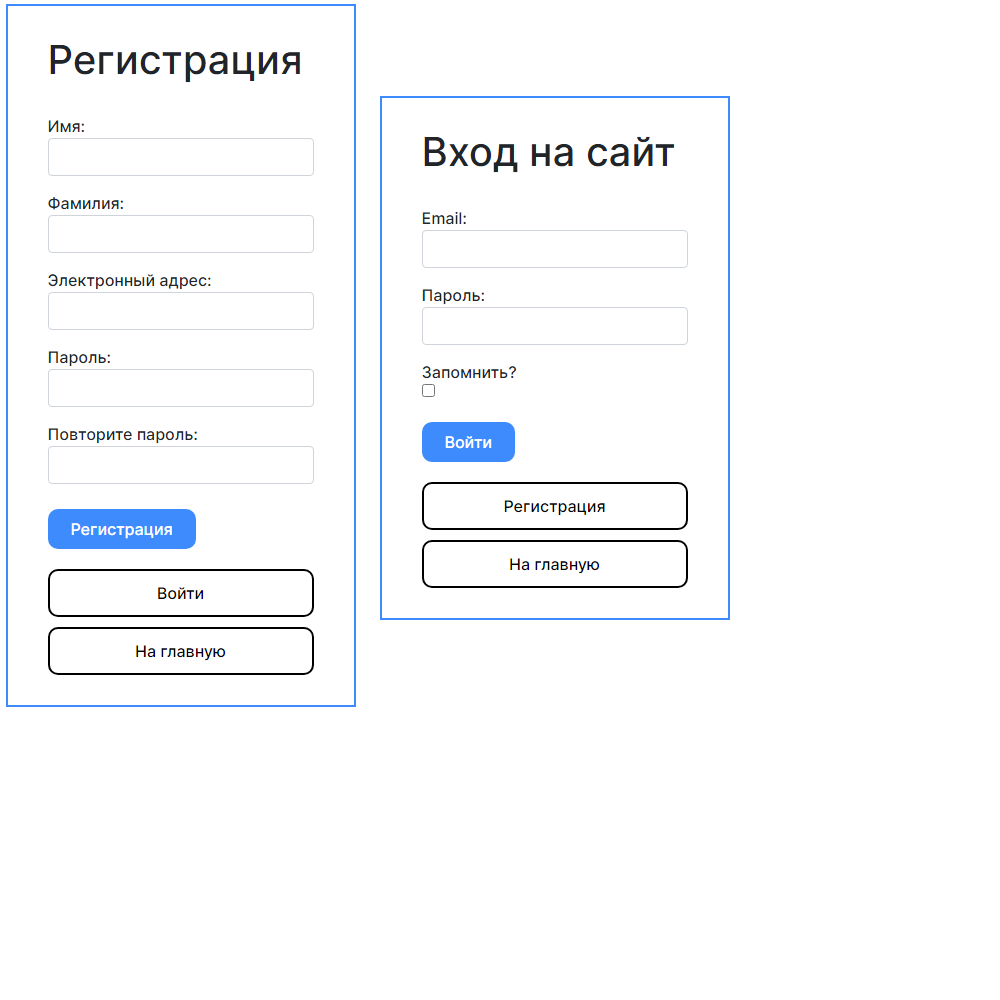 Регистрация
Имя:
Фамилия:
Электронный адрес:
Пароль:
Повторите пароль:
Регистрация
Войти
На главную
Вход на сайт
Email:
Пароль:
Запомнить?
Войти
Регистрация
На главную